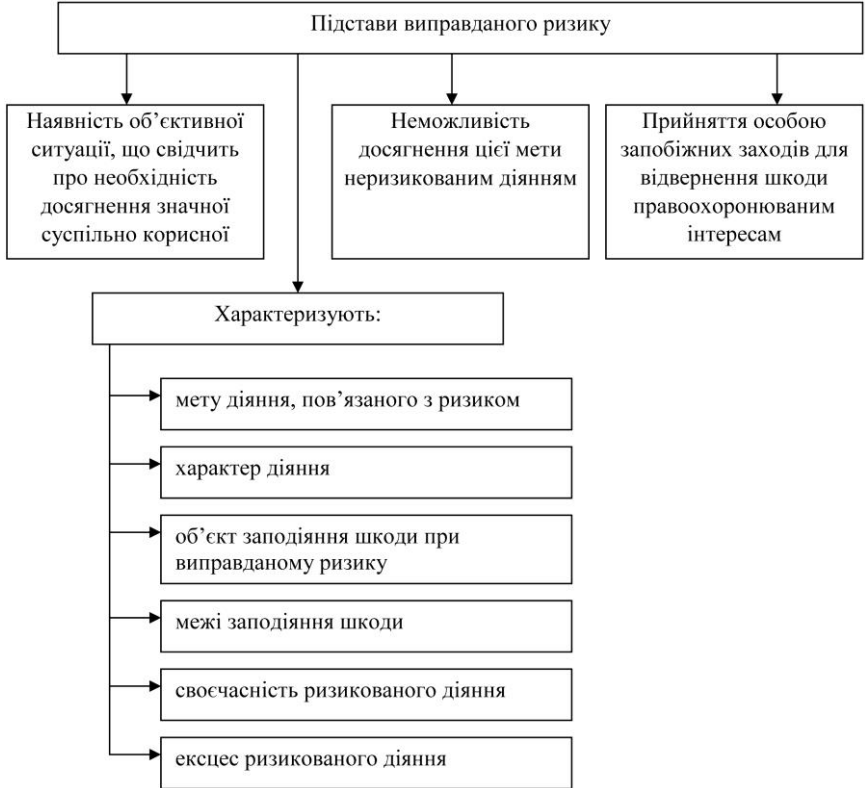 Підстави виправданого ризику
Наявність об’єктивної
ситуації, що свідчить
про необхідність
досягнення значної
суспільно корисної
Неможливість
досягнення цієї мети
неризикованим діянням
Прийняття особою
запобіжних заходів для
відвернення шкоди
правоохоронюваним
інтересам
Характеризують:
мету діяння, пов’язаного з ризиком
характер діяння
об’єкт заподіяння шкоди при
виправданому ризику
межі заподіяння шкоди
своєчасність ризикованого діяння
ексцес ризикованого діяння